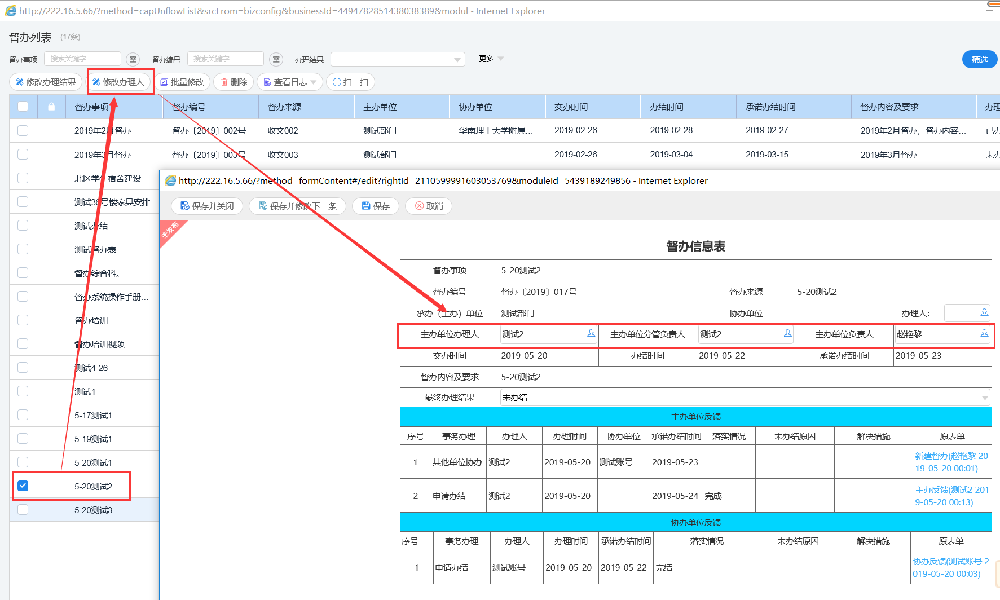 http://222.16.5.66/?method=capUnflowList&srcFrom=bizconfig&businessId=4494782851438038389&modul - Internet Explorer
督办列表 (17条)
督办事项 搜索关键字 空 督办编号 搜索关键字 空 办理结果 更多 筛选
修改办理结果 修改办理人 批量修改 删除 查看日志 扫一扫
督办事项 督办编号 督办来源 主办单位 协办单位 交办时间 办结时间 承诺办结时间 督办内容及要求 办理
2019年2月督办 督办〔2019〕002号 收文002 测试部门 华南理工大学附属... 2019-02-26 2019-02-28 2019-02-27 2019年2月督办，督办内容... 已办
2019年3月督办 督办〔2019〕003号 收文003 测试部门 2019-02-26 2019-03-04 2019-03-15 2019年3月督办 未办
北区学生宿舍建设
测试36号楼家具安排
测试办结
测试督办表
督办综合科。
督办系统操作手册...
督办培训
督办培训视频
测试4-26
测试1
5-17测试1
5-19测试1
5-20测试1
5-20测试2
5-20测试3
http://222.16.5.66/?method=formContent#/edit?rightId=2110599991603053769&moduleId=5439189249856 - Internet Explorer
保存并关闭 保存并修改下一条 保存 取消
未发布
督办信息表
督办事项 5-20测试2
督办编号 督办〔2019〕017号 督办来源 5-20测试2
承办（主办）单位 测试部门 协办单位 办理人：
主办单位办理人 测试2 主办单位分管负责人 测试2 主办单位负责人 赵艳黎
交办时间 2019-05-20 办结时间 2019-05-22 承诺办结时间 2019-05-23
督办内容及要求 5-20测试2
最终办理结果 未办结
主办单位反馈
序号 事务办理 办理人 办理时间 协办单位 承诺办结时间 落实情况 未办结原因 解决措施 原表单
1 其他单位协办 测试2 2019-05-20 测试账号 2019-05-23 新建督办(赵艳黎 20
19-05-20 00:01)
2 申请办结 测试2 2019-05-20 2019-05-24 完成 主办反馈(测试2 201
9-05-20 00:13)
协办单位反馈
序号 事务办理 办理人 办理时间 承诺办结时间 落实情况 未办结原因 解决措施 原表单
1 申请办结 测试账号 2019-05-20 2019-05-22 完结 协办反馈(测试账号 2
019-05-20 00:03)